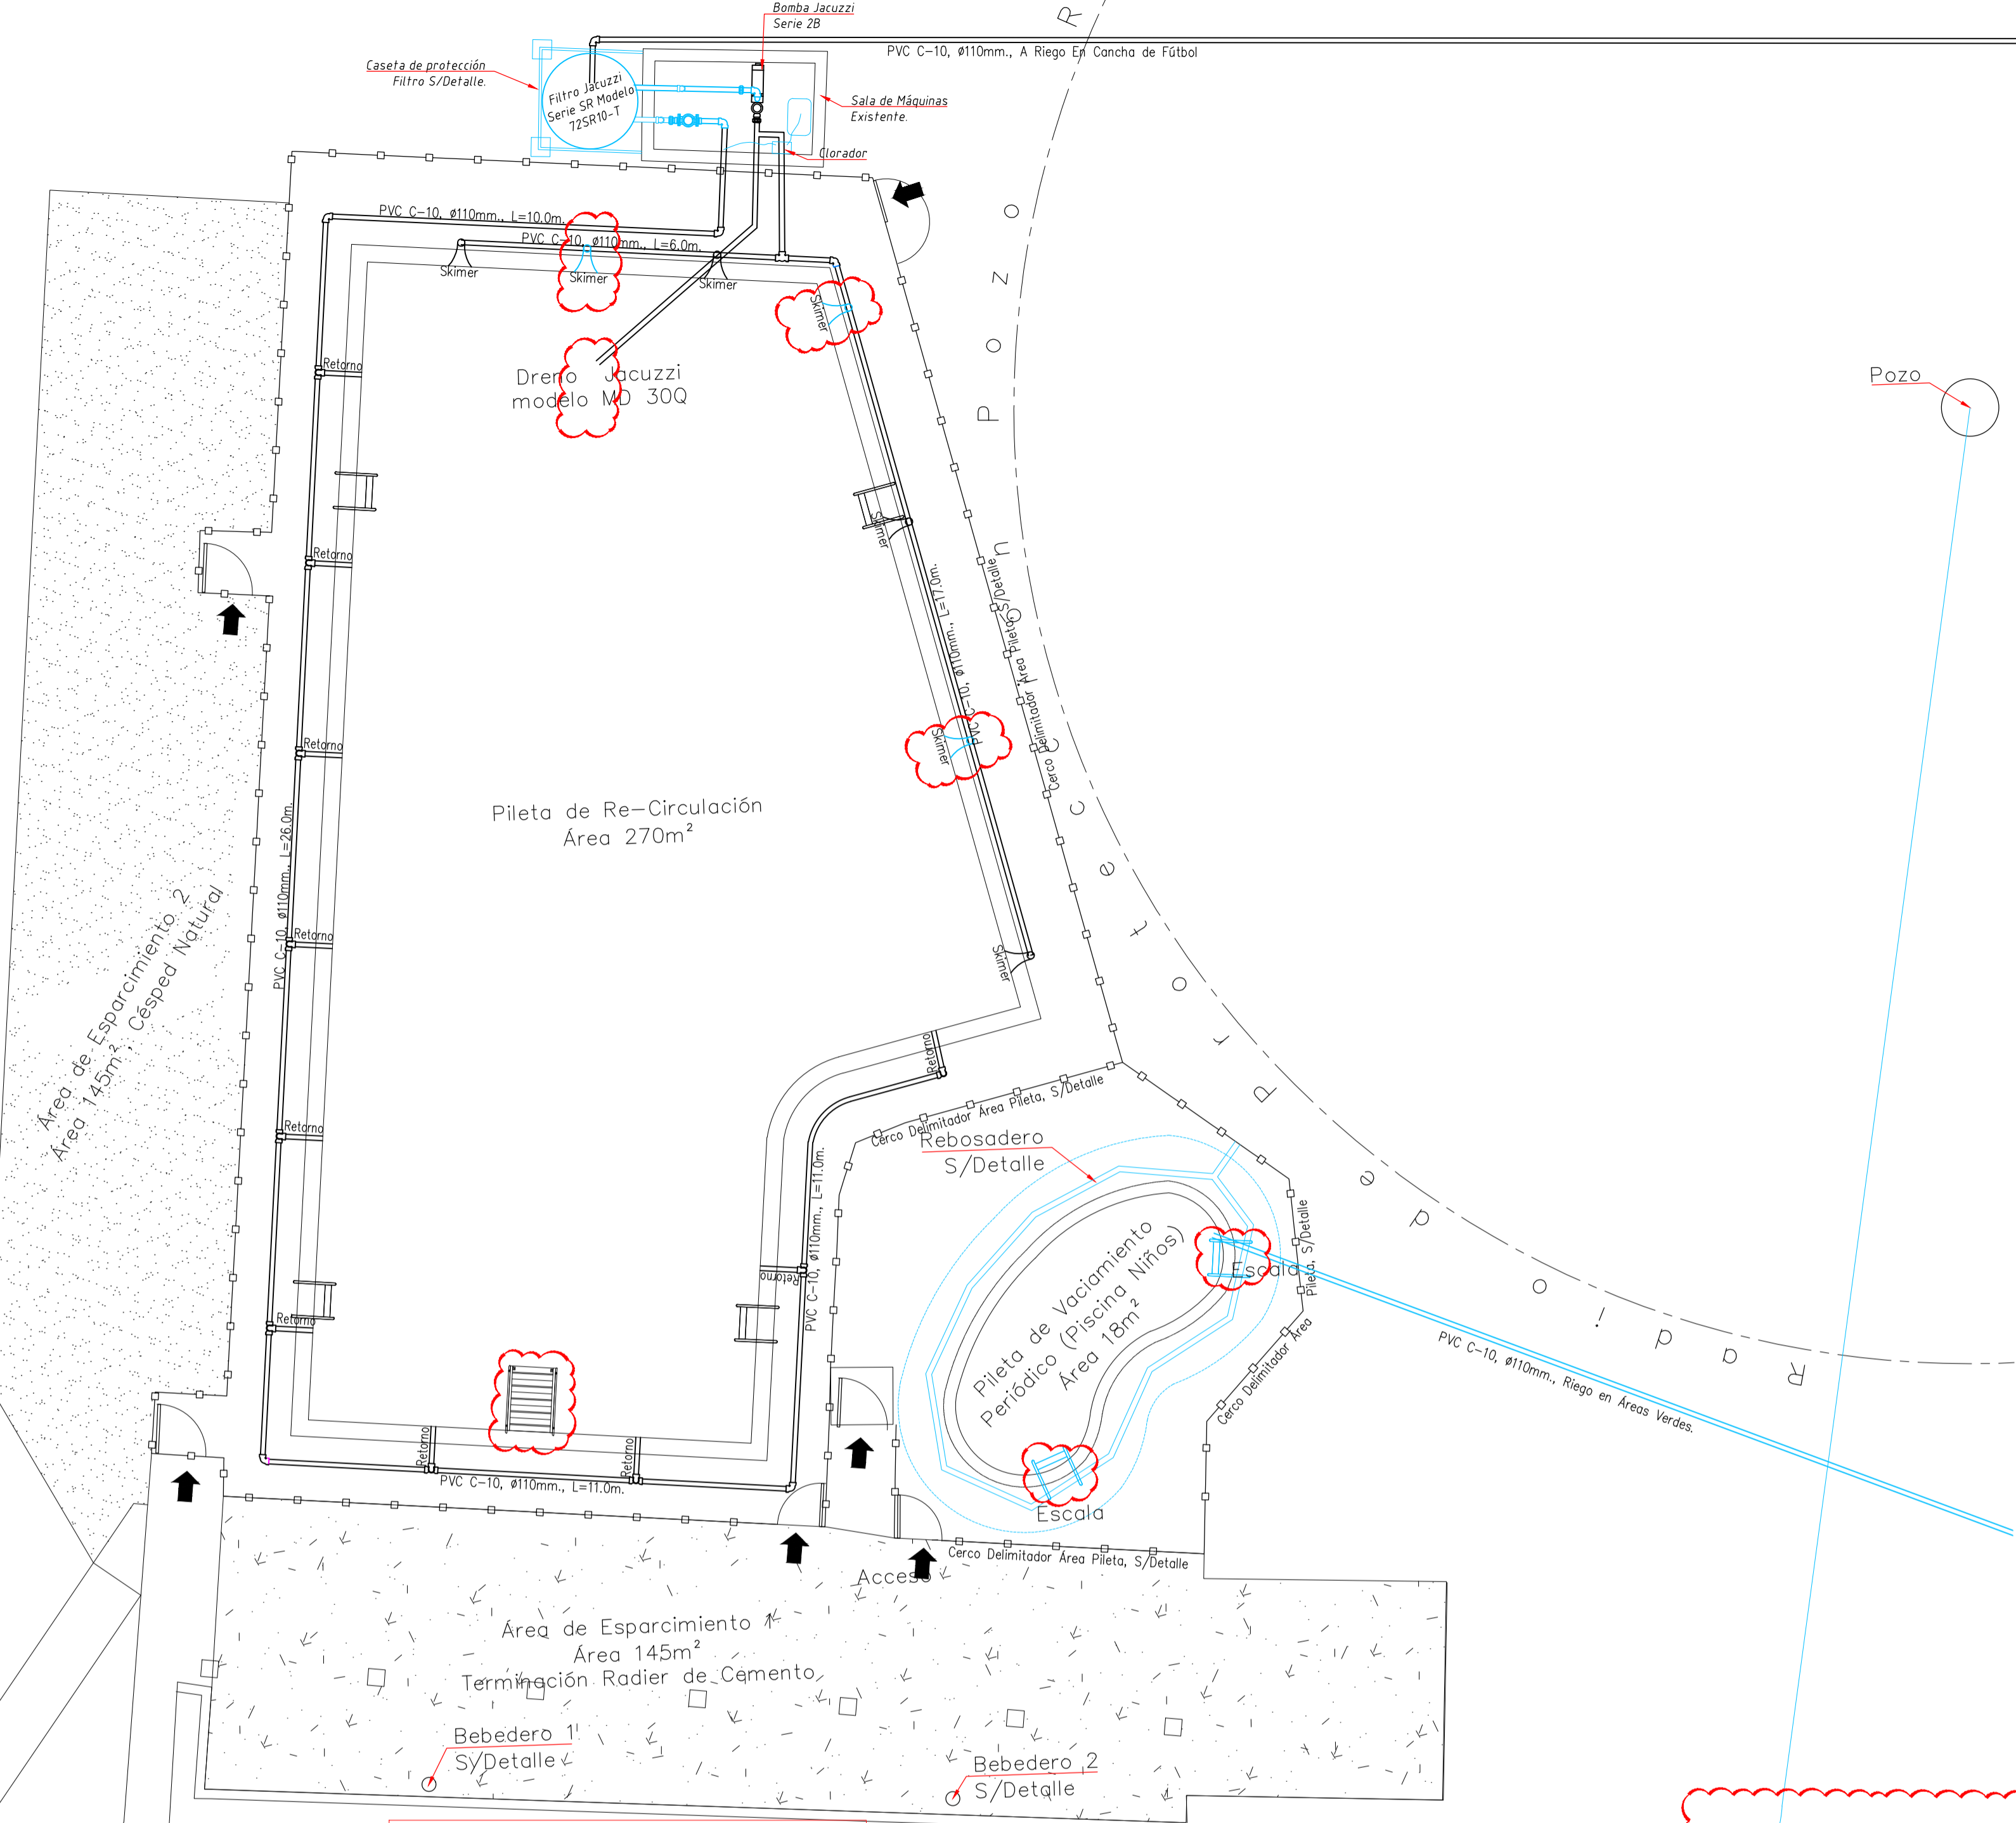 Bomba Jacuzzi
Serie 2B
PVC C-10, Ø110mm., A Riego En Cancha de Fútbol
Caseta de protección
Filtro S/Detalle.
Filtro Jacuzzi
Serie SR Modelo
72SR10-T
Sala de Máquinas
Existente.
Clorador
PVC C-10, Ø110mm., L=10.0m.
PVC C-10, Ø110mm., L=6.0m.
Skimer
Skimer
Skimer
Skimer
Dreno Jacuzzi
modelo MD 30Q
Pozo
Retorno
Skimer
Retorno
PVC C-10, Ø110mm., L=17.0m.
Cerco Delimitador Área Pileta, S/Detalle
Skimer
Retorno
Pileta de Re-Circulación
Área 270m²
PVC C-10, Ø110mm., L=26.0m.
Retorno
Skimer
Área de Esparcimiento 2
Área 145m², Césped Natural
Retorno
Retorno
Cerco Delimitador Área Pileta, S/Detalle
Rebosadero
S/Detalle
PVC C-10, Ø110mm., L=11.0m.
Retorno
Retorno
Pileta de Vaciamiento
Periódico (Piscina Niños)
Área 18m²
Escala
Pileta, S/Detalle
Cerco Delimitador Área
Radio de Protección Pozo R
PVC C-10, Ø110mm., Riego en Áreas Verdes.
Retorno
Retorno
PVC C-10, Ø110mm., L=11.0m.
Escala
Cerco Delimitador Área Pileta, S/Detalle
Acceso
Área de Esparcimiento 1
Área 145m²
Terminación Radier de Cemento
Bebedero 1
S/Detalle
Bebedero 2
S/Detalle